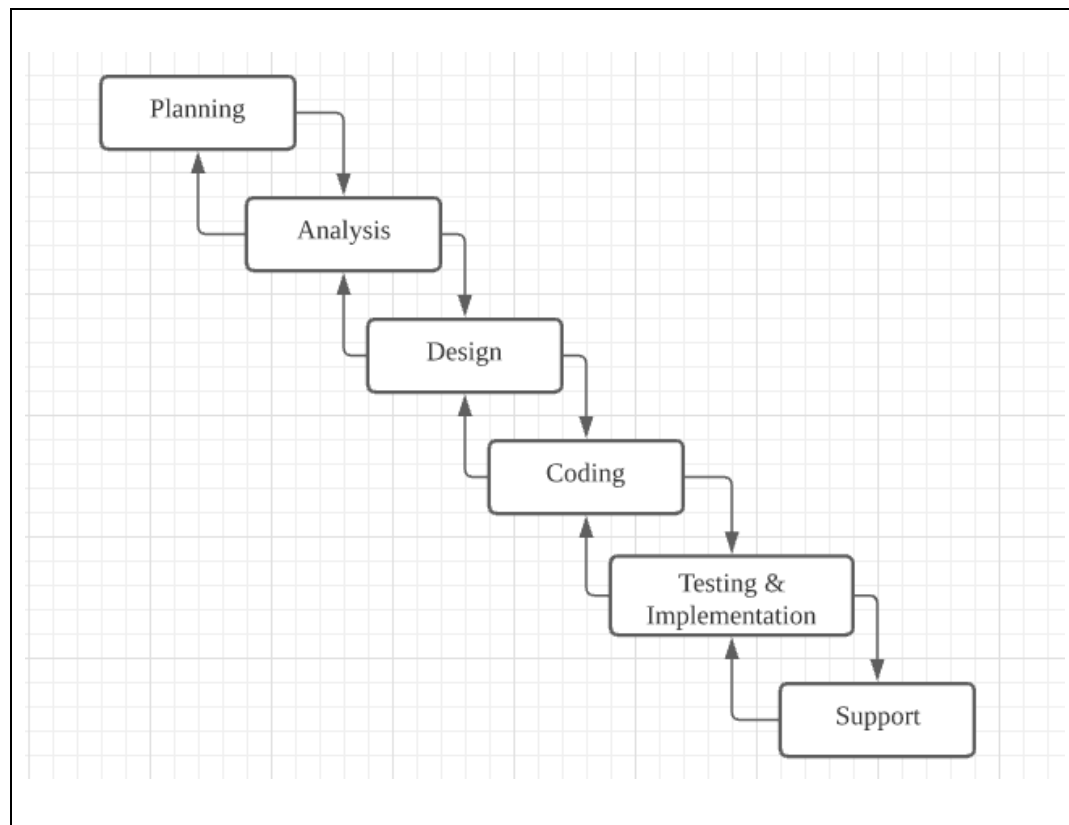 Planning
Analysis
Design
Coding
Testing &
Implementation
Support